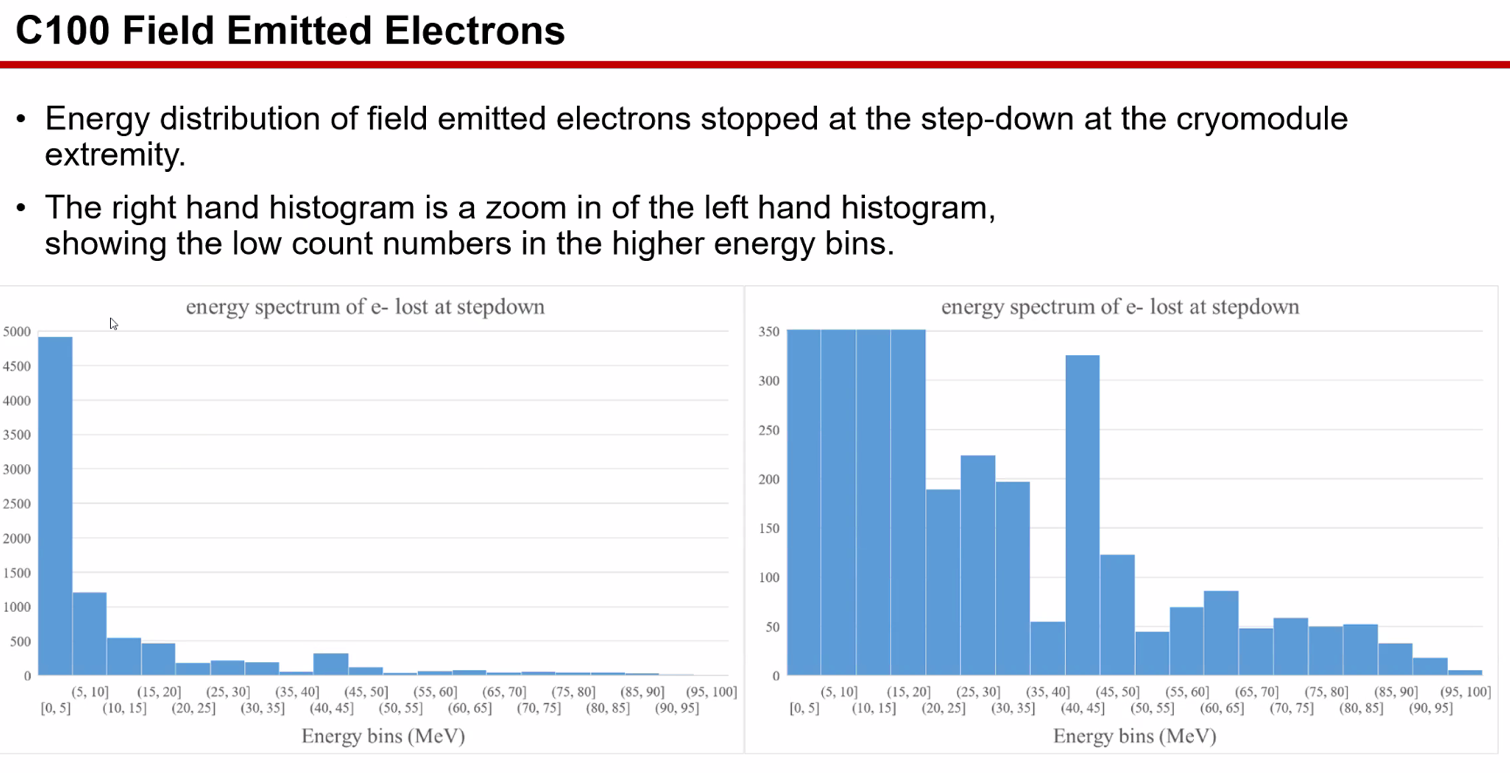 C100 Field Emitted Electrons
• Energy distribution of field emitted electrons stopped at the step-down at the cryomodule
extremity.
• The right hand histogram is a zoom in of the left hand histogram,
showing the low count numbers in the higher energy bins.
energy spectrum of e- lost at stepdown
5000
4500
4000
3500
3000
2500
2000
1500
1000
500
0
(5, 10] (15, 20] (25, 30] (35, 40] (45, 50] (55, 60] (65, 70] (75, 80] (85, 90] (95, 100]
[0, 5] (10, 15] (20, 25] (30, 35] (40, 45] (50, 55] (60, 65] (70, 75] (80, 85] (90, 95]
Energy bins (MeV)
energy spectrum of e- lost at stepdown
350
300
250
200
150
100
50
0
(5, 10] (15, 20] (25, 30] (35, 40] (45, 50] (55, 60] (65, 70] (75, 80] (85, 90] (95, 100]
[0, 5] (10, 15] (20, 25] (30, 35] (40, 45] (50, 55] (60, 65] (70, 75] (80, 85] (90, 95]
Energy bins (MeV)